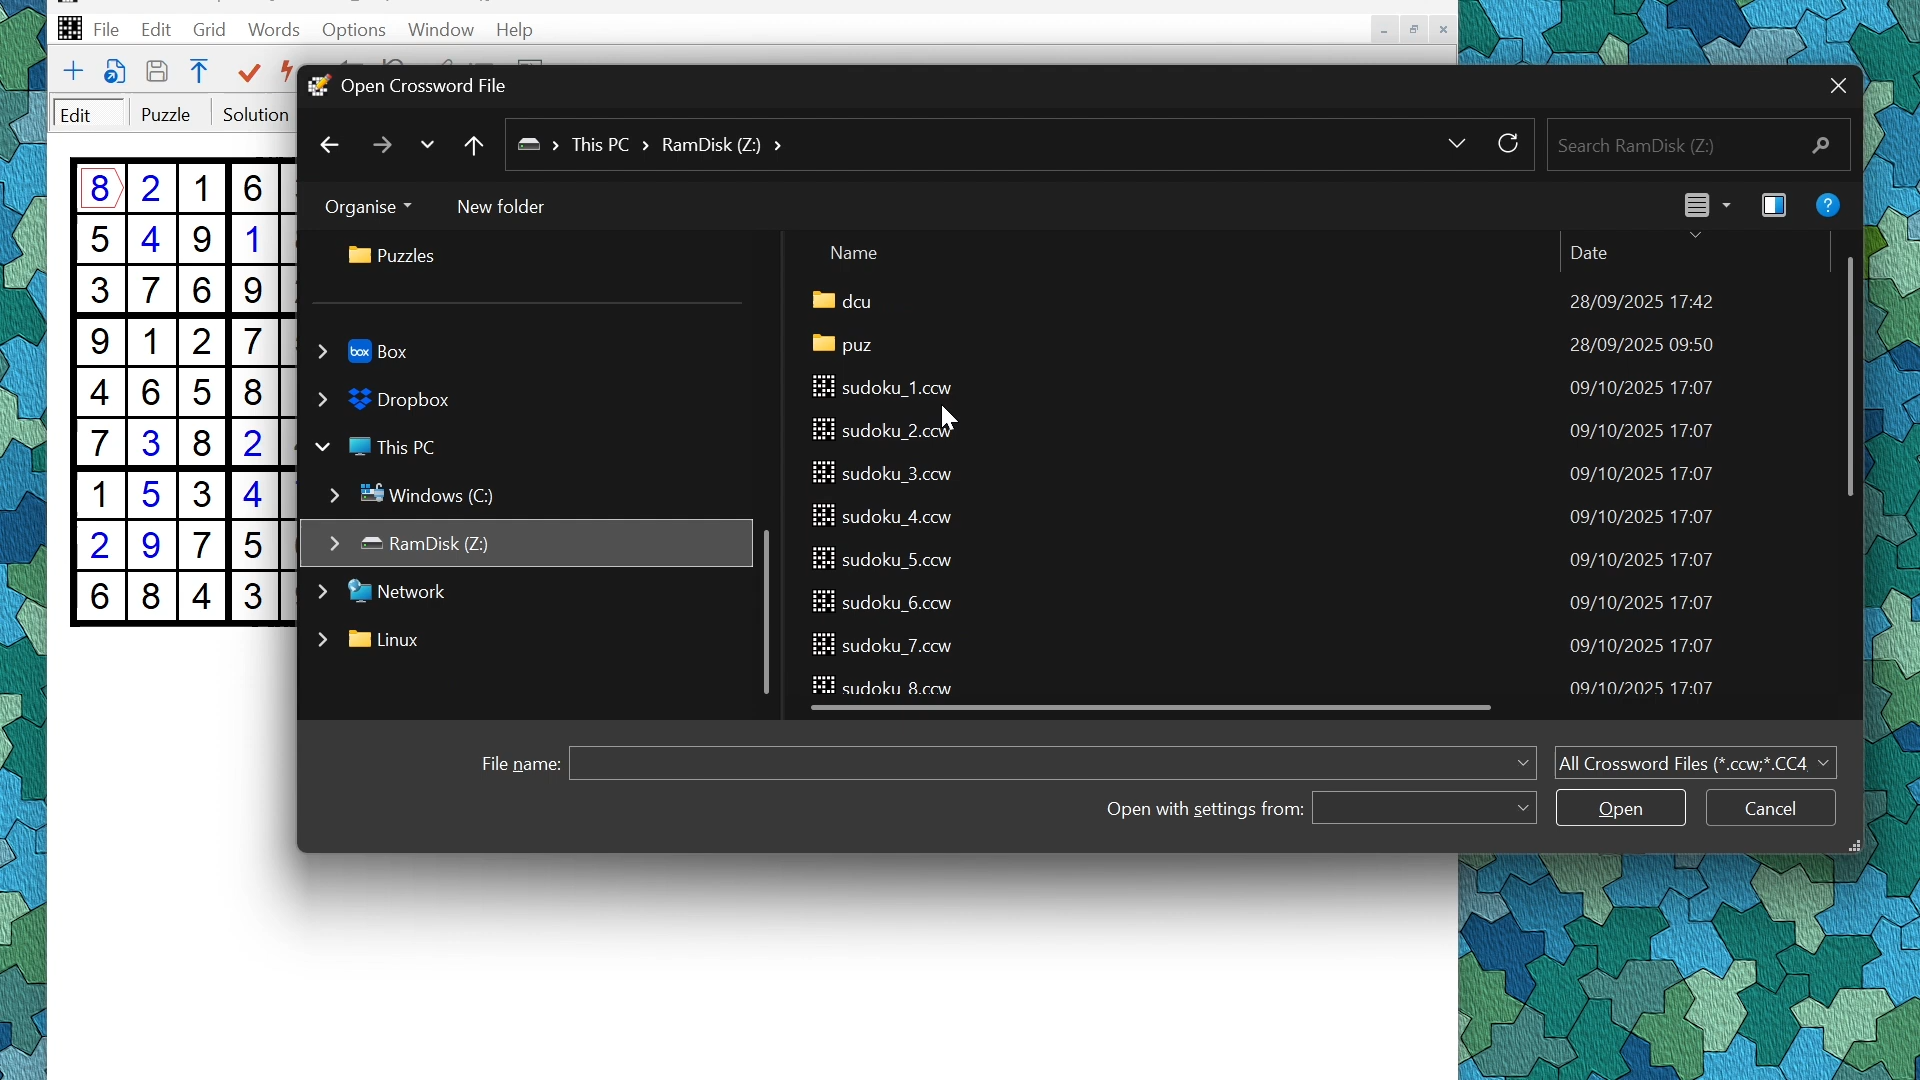 File Edit Grid Words Options Window Help
Open Crossword File
Edit Puzzle Solution
This PC RamDisk (Z:)
Search RamDisk (Z:)
Organise New folder
8 2 1 6
5 4 9 1
3 7 6 9
9 1 2 7
4 6 5 8
7 3 8 2
1 5 3 4
2 9 7 5
6 8 4 3
Puzzles
box Box
Dropbox
This PC
Windows (C:)
RamDisk (Z:)
Network
Linux
Name Date
dcu 28/09/2025 17:42
puz 28/09/2025 09:50
sudoku_1.ccw 09/10/2025 17:07
sudoku_2.ccw 09/10/2025 17:07
sudoku_3.ccw 09/10/2025 17:07
sudoku_4.ccw 09/10/2025 17:07
sudoku_5.ccw 09/10/2025 17:07
sudoku_6.ccw 09/10/2025 17:07
sudoku_7.ccw 09/10/2025 17:07
sudoku_8.ccw 09/10/2025 17:07
File name: All Crossword Files (*.ccw;*.CC4
Open with settings from: Open Cancel